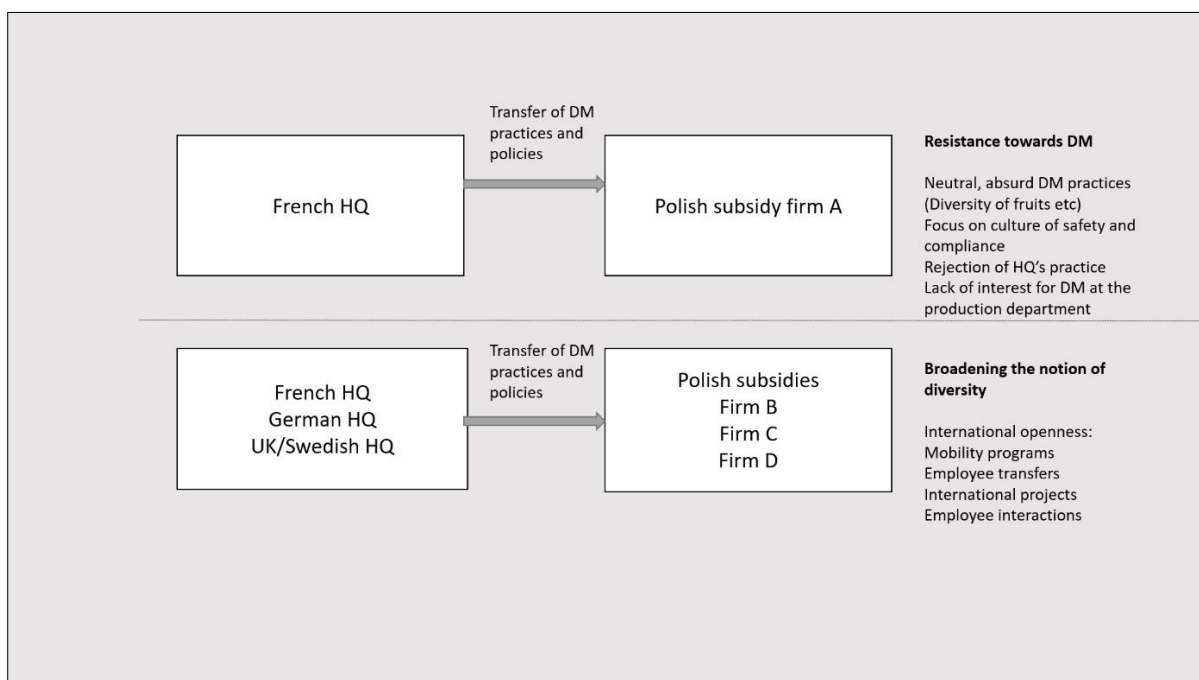 Transfer of DM
practices and
policies
French HQ
Polish subsidy firm A
Resistance towards DM
Neutral, absurd DM practices
(Diversity of fruits etc)
Focus on culture of safety and
compliance
Rejection of HQ's practice
Lack of interest for DM at the
production department
Transfer of DM
practices and
policies
French HQ
German HQ
UK/Swedish HQ
Polish subsidies
Firm B
Firm C
Firm D
Broadening the notion of
diversity
International openness:
Mobility programs
Employee transfers
International projects
Employee interactions